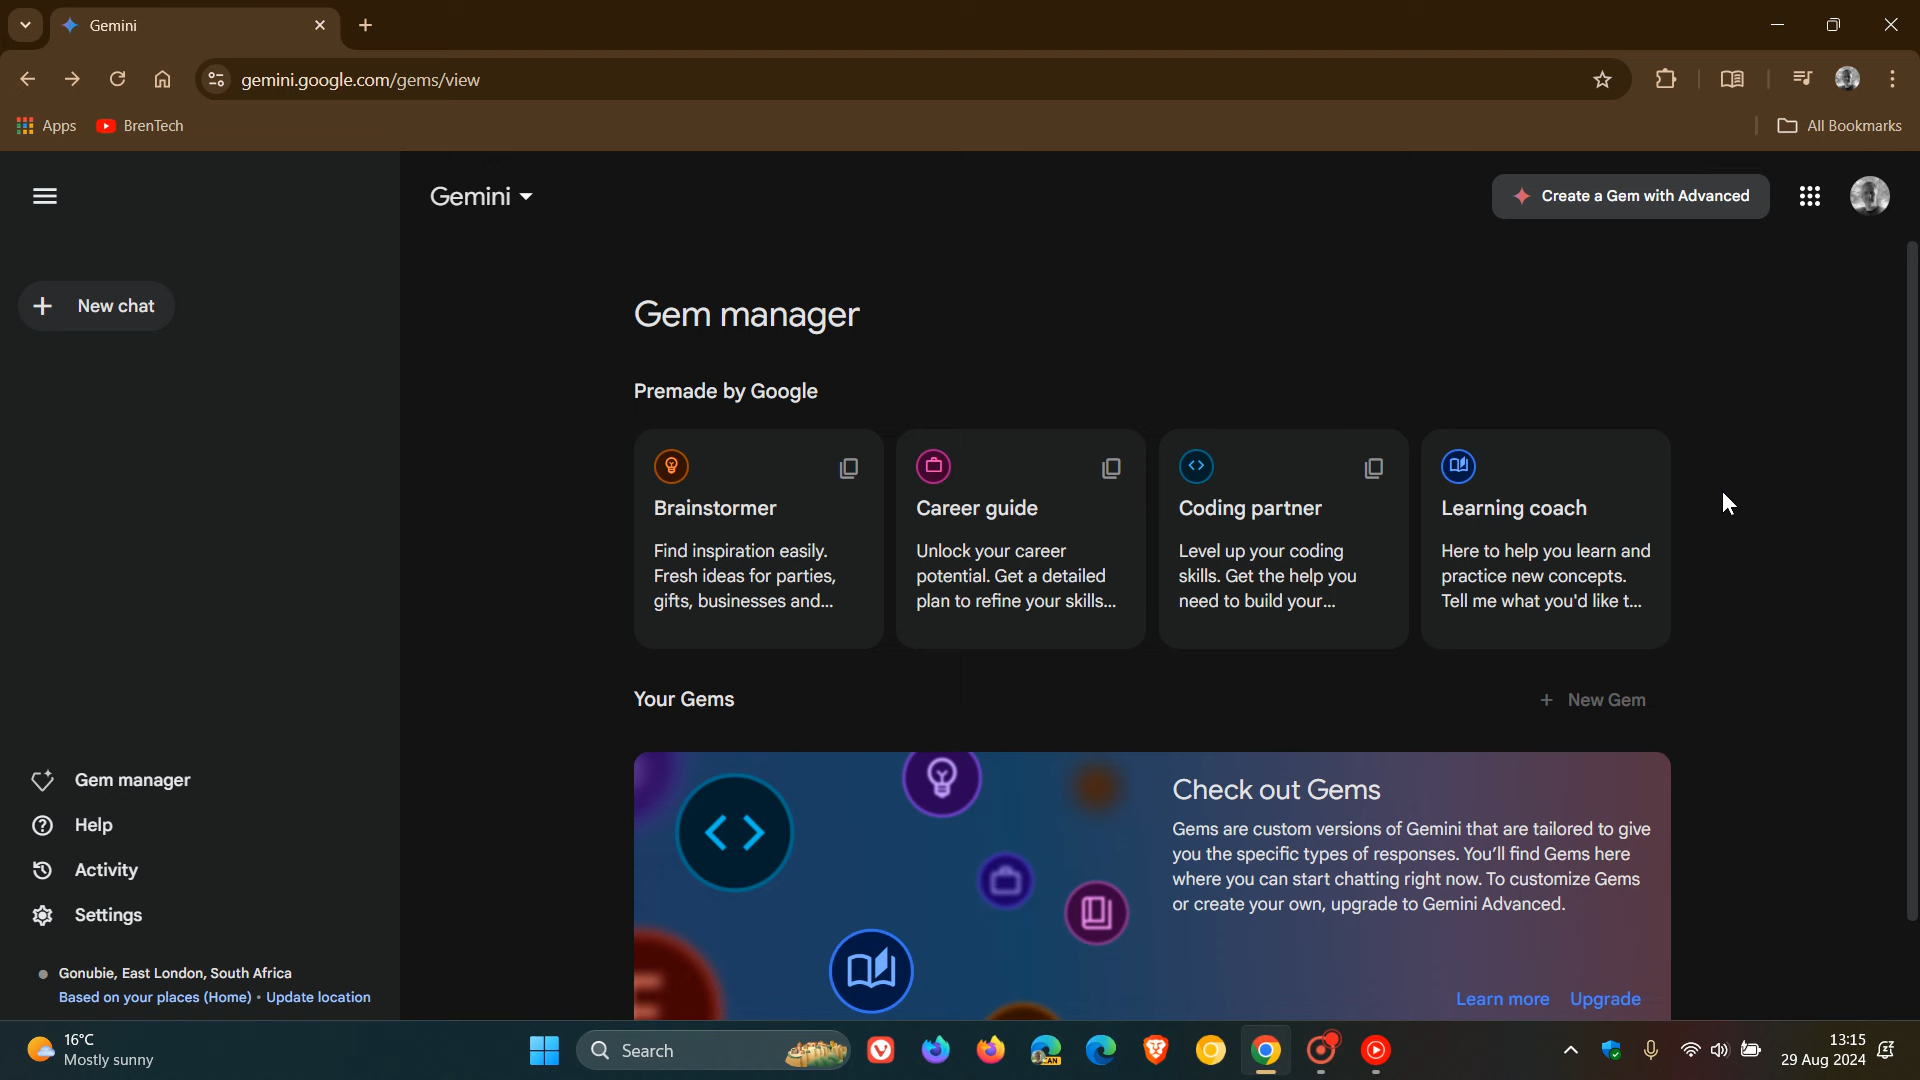 Gemini
gemini.google.com/gems/view
Apps
BrenTech
All Bookmarks
Gemini
Create a Gem with Advanced
New chat
Gem manager
Premade by Google
Brainstormer
Find inspiration easily.
Fresh ideas for parties,
gifts, businesses and...
Career guide
Unlock your career
potential. Get a detailed
plan to refine your skills...
Coding partner
Level up your coding
skills. Get the help you
need to build your...
Learning coach
Here to help you learn and
practice new concepts.
Tell me what you'd like t...
Your Gems
+ New Gem
Check out Gems
Gems are custom versions of Gemini that are tailored to give
you the specific types of responses. You'll find Gems here
where you can start chatting right now. To customize Gems
or create your own, upgrade to Gemini Advanced.
Learn more Upgrade
Gem manager
Help
Activity
Settings
Gonubie, East London, South Africa
Based on your places (Home) • Update location
16°C
Mostly sunny
Search
CAN
13:15
29 Aug 2024